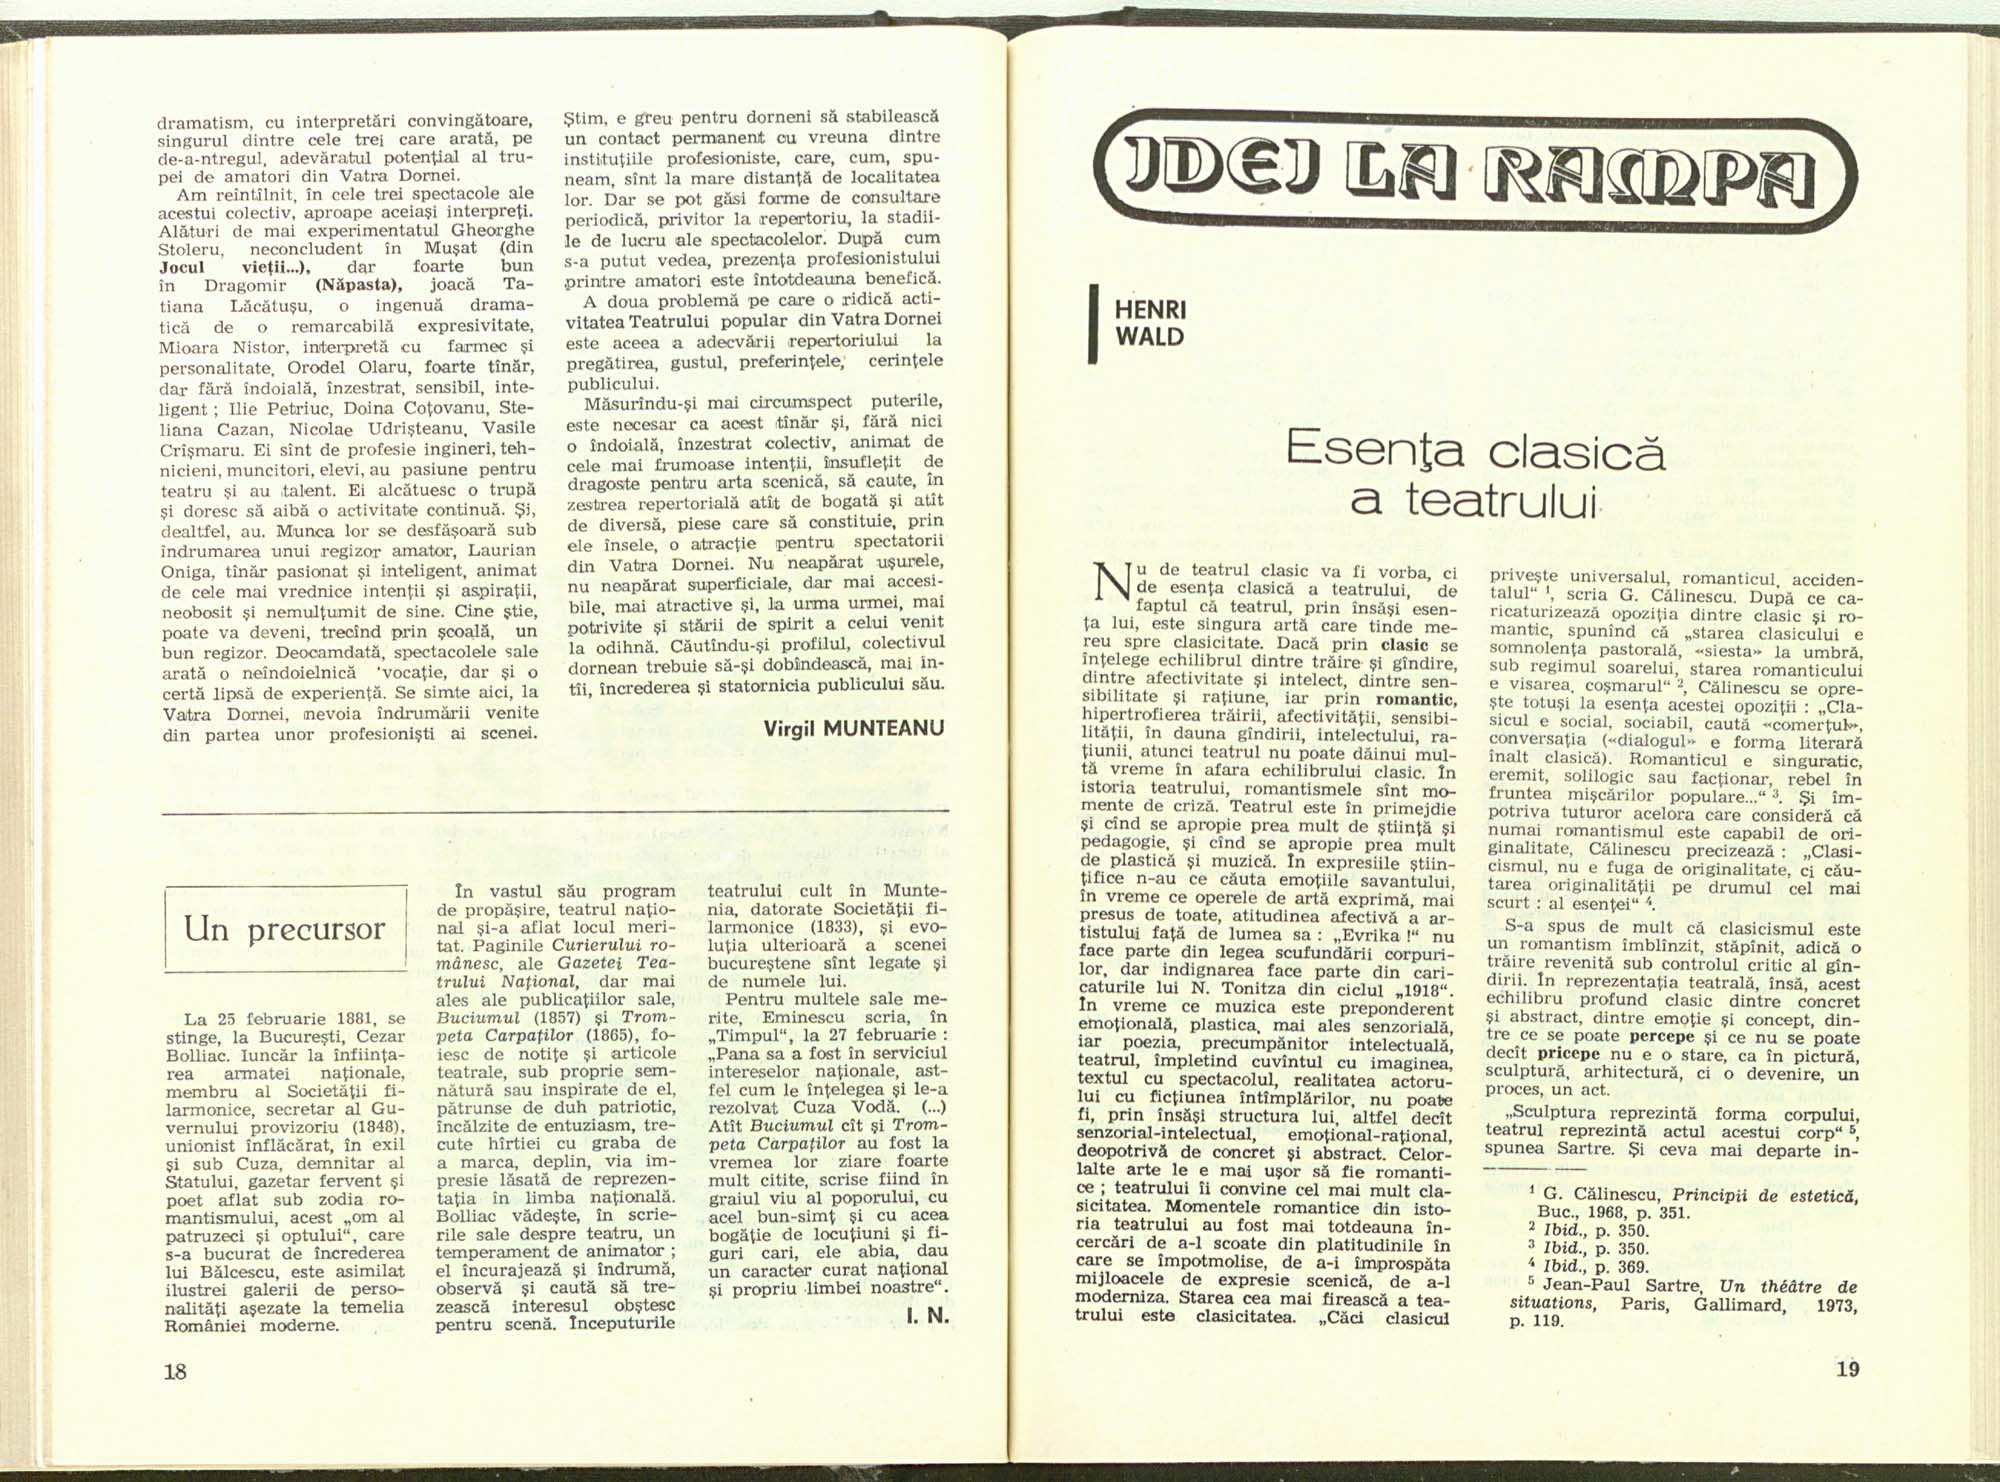 dramatism, cu interpretări convingătoare,
singurul dintre cele trei care arată, pe
de-a-ntregul, adevăratul potențial al tru-
pei de amatori din Vatra Dornei.
Am reîntîlnit, în cele trei spectacole ale
acestui colectiv, aproape aceiași interpreți.
Alături de mai experimentatul Gheorghe
Stoleru, neconcludent în Mușat (din
Jocul vieții...), dar foarte bun
în Dragomir (Năpasta), joacă Ta-
tiana Lăcătușu, o ingenuă drama-
tică de o remarcabilă expresivitate,
Mioara Nistor, interpretă cu farmec și
personalitate, Orodel Olaru, foarte tînăr,
dar fără îndoială, înzestrat, sensibil, inte-
ligent ; Ilie Petriuc, Doina Coțovanu, Ste-
liana Cazan, Nicolae Udrișteanu, Vasile
Crîșmaru. Ei sînt de profesie ingineri, teh-
nicieni, muncitori, elevi, au pasiune pentru
teatru și au talent. Ei alcătuesc o trupă
și doresc să aibă o activitate continuă. Și,
dealtfel, au. Munca lor se desfășoară sub
îndrumarea unui regizor amator, Laurian
Oniga, tînăr pasionat și inteligent, animat
de cele mai vrednice intenții și aspirații,
neobosit și nemulțumit de sine. Cine știe,
poate va deveni, trecînd prin școală, un
bun regizor. Deocamdată, spectacolele sale
arată o neîndoielnică vocație, dar și o
certă lipsă de experiență. Se simte aici, la
Vatra Dornei, nevoia îndrumării venite
din partea unor profesioniști ai scenei.
Știm, e greu pentru dorneni să stabilească
un contact permanent cu vreuna dintre
instituțiile profesioniste, care, cum, spu-
neam, sînt la mare distanță de localitatea
lor. Dar se pot găsi forme de consultare
periodică, privitor la repertoriu, la stadii-
le de lucru ale spectacolelor. După cum
s-a putut vedea, prezența profesionistului
printre amatori este întotdeauna benefică.
A doua problemă pe care o ridică acti-
vitatea Teatrului popular din Vatra Dornei
este aceea a adecvării repertoriului la
pregătirea, gustul, preferințele, cerințele
publicului.
Măsurîndu-și mai circumspect puterile,
este necesar ca acest tînăr și, fără nici
o îndoială, înzestrat colectiv, animat de
cele mai frumoase intenții, însuflețit de
dragoste pentru arta scenică, să caute, în
zestrea repertorială atît de bogată și atît
de diversă, piese care să constituie, prin
ele însele, o atracție pentru spectatorii
din Vatra Dornei. Nu neapărat ușurele,
nu neapărat superficiale, dar mai accesi-
bile, mai atractive și, la urma urmei, mai
potrivite și stării de spirit a celui venit
la odihnă. Căutîndu-și profilul, colectivul
dornean trebuie să-și dobîndească, mai în-
tîi, încrederea și statornicia publicului său.
Virgil MUNTEANU
Un precursor
La 25 februarie 1881, se
stinge, la București, Cezar
Bolliac. Iuncăr la înființa-
rea armatei naționale,
membru al Societății fi-
larmonice, secretar al Gu-
vernului provizoriu (1848),
unionist înflăcărat, în exil
și sub Cuza, demnitar al
Statului, gazetar fervent și
poet aflat sub zodia ro-
mantismului, acest „om al
patruzeci și optului“, care
s-a bucurat de încrederea
lui Bălcescu, este asimilat
ilustrei galerii de perso-
nalități așezate la temelia
României moderne.
În vastul său program
de propășire, teatrul națio-
nal și-a aflat locul meri-
tat. Paginile Curierului ro-
mânesc, ale Gazetei Tea-
trului Național, dar mai
ales ale publicațiilor sale,
Buciumul (1857) și Trom-
peta Carpaților (1865), fo-
iesc de notițe și articole
teatrale, sub proprie sem-
nătură sau inspirate de el,
pătrunse de duh patriotic,
încălzite de entuziasm, tre-
cute hîrtiei cu graba de
a marca, deplin, via im-
presie lăsată de reprezen-
tația în limba națională.
Bolliac vădește, în scrie-
rile sale despre teatru, un
temperament de animator ;
el încurajează și îndrumă,
observă și caută să tre-
zească interesul obștesc
pentru scenă. Începuturile
teatrului cult în Munte-
nia, datorate Societății fi-
larmonice (1833), și evo-
luția ulterioară a scenei
bucureștene sînt legate și
de numele lui.
Pentru multele sale me-
rite, Eminescu scria, în
„Timpul“, la 27 februarie :
„Pana sa a fost în serviciul
intereselor naționale, ast-
fel cum le înțelegea și le-a
rezolvat Cuza Vodă. (...)
Atît Buciumul cît și Trom-
peta Carpaților au fost la
vremea lor ziare foarte
mult citite, scrise fiind în
graiul viu al poporului, cu
acel bun-simț și cu acea
bogăție de locuțiuni și fi-
guri cari, ele abia, dau
un caracter curat național
și propriu limbei noastre“.
I. N.
18
IDEI LA RAMPA
HENRI
WALD
Esența clasică
a teatrului
Nu de teatrul clasic va fi vorba, ci
de esența clasică a teatrului, de
faptul că teatrul, prin însăși esen-
ța lui, este singura artă care tinde me-
reu spre clasicitate. Dacă prin clasic se
înțelege echilibrul dintre trăire și gîndire,
dintre afectivitate și intelect, dintre sen-
sibilitate și rațiune, iar prin romantic,
hipertrofierea trăirii, afectivității, sensibi-
lității, în dauna gîndirii, intelectului, ra-
țiunii, atunci teatrul nu poate dăinui mul-
tă vreme în afara echilibrului clasic. În
istoria teatrului, romantismele sînt mo-
mente de criză. Teatrul este în primejdie
și cînd se apropie prea mult de știință și
pedagogie, și cînd se apropie prea mult
de plastică și muzică. În expresiile știin-
țifice n-au ce căuta emoțiile savantului,
în vreme ce operele de artă exprimă, mai
presus de toate, atitudinea afectivă a ar-
tistului față de lumea sa : „Evrika !“ nu
face parte din legea scufundării corpuri-
lor, dar indignarea face parte din cari-
caturile lui N. Tonitza din ciclul „1918“.
În vreme ce muzica este preponderent
emoțională, plastica, mai ales senzorială,
iar poezia, precumpănitor intelectuală,
teatrul, împletind cuvîntul cu imaginea,
textul cu spectacolul, realitatea actoru-
lui cu ficțiunea întîmplărilor, nu poate
fi, prin însăși structura lui, altfel decît
senzorial-intelectual, emoțional-rațional,
deopotrivă de concret și abstract. Celor-
lalte arte le e mai ușor să fie romanti-
ce ; teatrului îi convine cel mai mult cla-
sicitatea. Momentele romantice din isto-
ria teatrului au fost mai totdeauna în-
cercări de a-l scoate din platitudinile în
care se împotmolise, de a-i împrospăta
mijloacele de expresie scenică, de a-l
moderniza. Starea cea mai firească a tea-
trului este clasicitatea. „Căci clasicul
privește universalul, romanticul, acciden-
talul“ 1, scria G. Călinescu. După ce ca-
ricaturizează opoziția dintre clasic și ro-
mantic, spunînd că „starea clasicului e
somnolența pastorală, «siesta» la umbră,
sub regimul soarelui, starea romanticului
e visarea, coșmarul“ 2, Călinescu se opre-
ște totuși la esența acestei opoziții : „Cla-
sicul e social, sociabil, caută «comerțul»,
conversația («dialogul» e forma literară
înalt clasică). Romanticul e singuratic,
eremit, solilogic sau facționar, rebel în
fruntea mișcărilor populare...“ 3. Și îm-
potriva tuturor acelora care consideră că
numai romantismul este capabil de ori-
ginalitate, Călinescu precizează : „Clasi-
cismul, nu e fuga de originalitate, ci cău-
tarea originalității pe drumul cel mai
scurt : al esenței“ 4.
S-a spus de mult că clasicismul este
un romantism îmblînzit, stăpînit, adică o
trăire revenită sub controlul critic al gîn-
dirii. În reprezentația teatrală, însă, acest
echilibru profund clasic dintre concret
și abstract, dintre emoție și concept, din-
tre ce se poate percepe și ce nu se poate
decît pricepe nu e o stare, ca în pictură,
sculptură, arhitectură, ci o devenire, un
proces, un act.
„Sculptura reprezintă forma corpului,
teatrul reprezintă actul acestui corp“ 5,
spunea Sartre. Și ceva mai departe in-
1 G. Călinescu, Principii de estetică,
Buc., 1968, p. 351.
2 Ibid., p. 350.
3 Ibid., p. 350.
4 Ibid., p. 369.
5 Jean-Paul Sartre, Un théâtre de
situations, Paris, Gallimard, 1973,
p. 119.
19